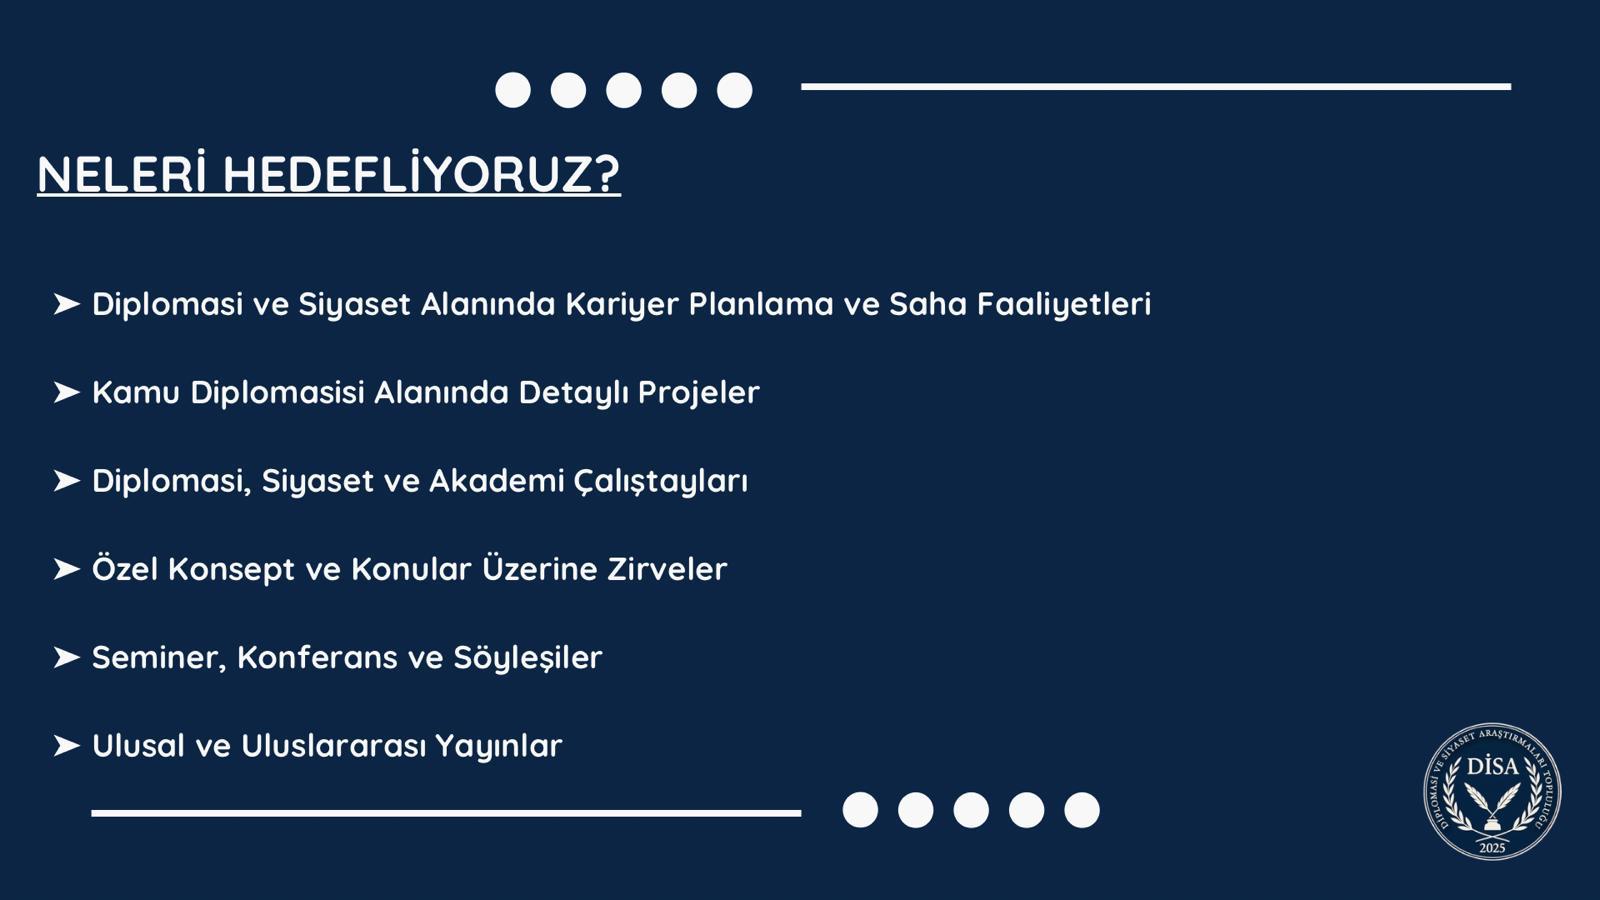 NELERİ HEDEFLİYORUZ?
➤ Diplomasi ve Siyaset Alanında Kariyer Planlama ve Saha Faaliyetleri
➤ Kamu Diplomasisi Alanında Detaylı Projeler
➤ Diplomasi, Siyaset ve Akademi Çalıştayları
➤ Özel Konsept ve Konular Üzerine Zirveler
➤ Seminer, Konferans ve Söyleşiler
➤ Ulusal ve Uluslararası Yayınlar
DİPLOMASİ VE SİYASET ARAŞTIRMALARI TOPLULUĞU
DİSA
2025